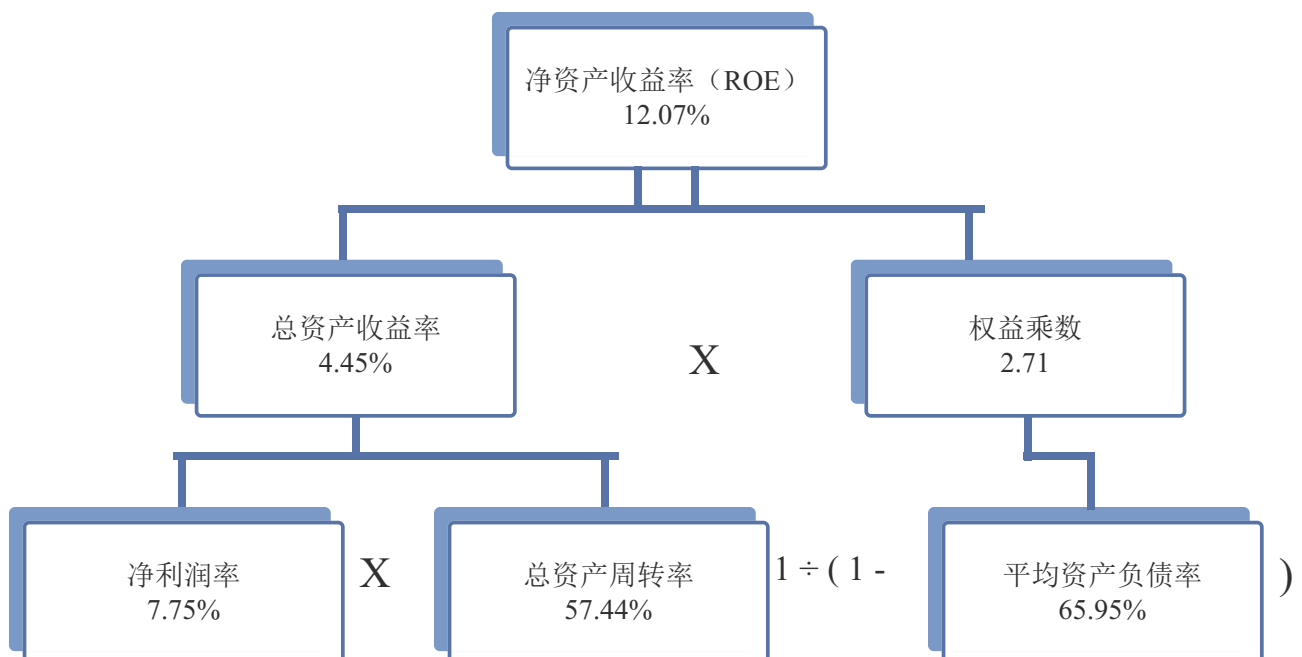 净资产收益率（ROE）
12.07%
总资产收益率
4.45%
X
权益乘数
2.71
净利润率
7.75%
X
总资产周转率
57.44%
1 ÷ ( 1 -
平均资产负债率
65.95%
)